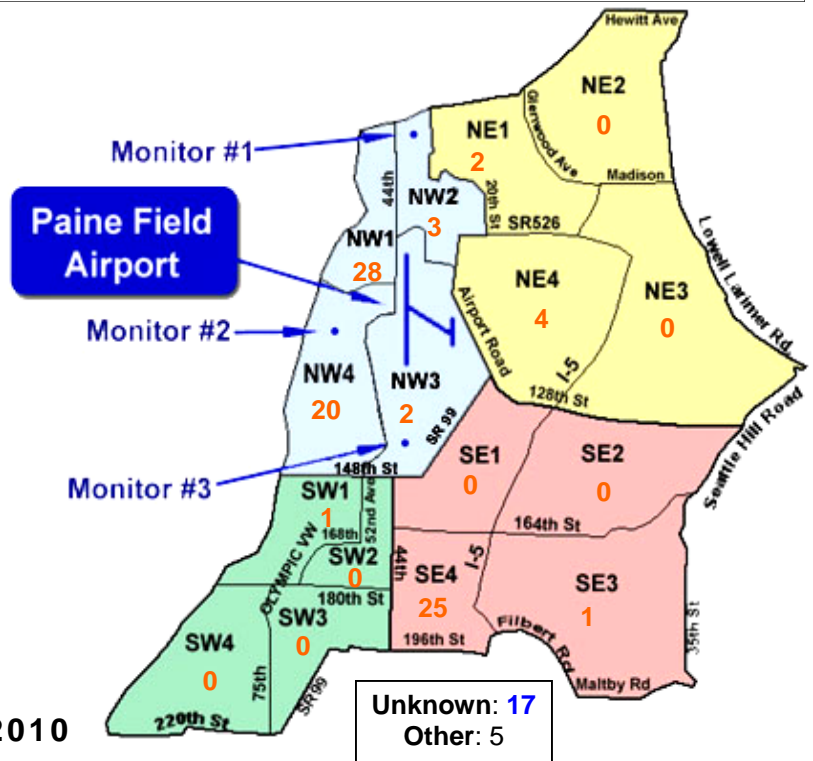 Hewitt Ave
NE2
0
Glenwood Ave
NE1
2
Monitor #1
Madison
44th
20th St
NW2
3
SR526
Lowell Larimer Rd.
Paine Field
Airport
NW1
28
NE4
4
NE3
0
Airport Road
Monitor #2
I-5
NW4
20
NW3
2
128th St
SR 99
Seattle Hill Road
SE1
0
SE2
0
148th St
Monitor #3
SW1
1
52nd Ave
168th
164th St
OLYMPIC VW
SW2
0
44th
I-5
SE4
25
SE3
1
180th St
SW3
0
196th St
Filbert Rd
35th St
SW4
0
75th
SR99
Maltby Rd
220th St
2010
Unknown: 17
Other: 5